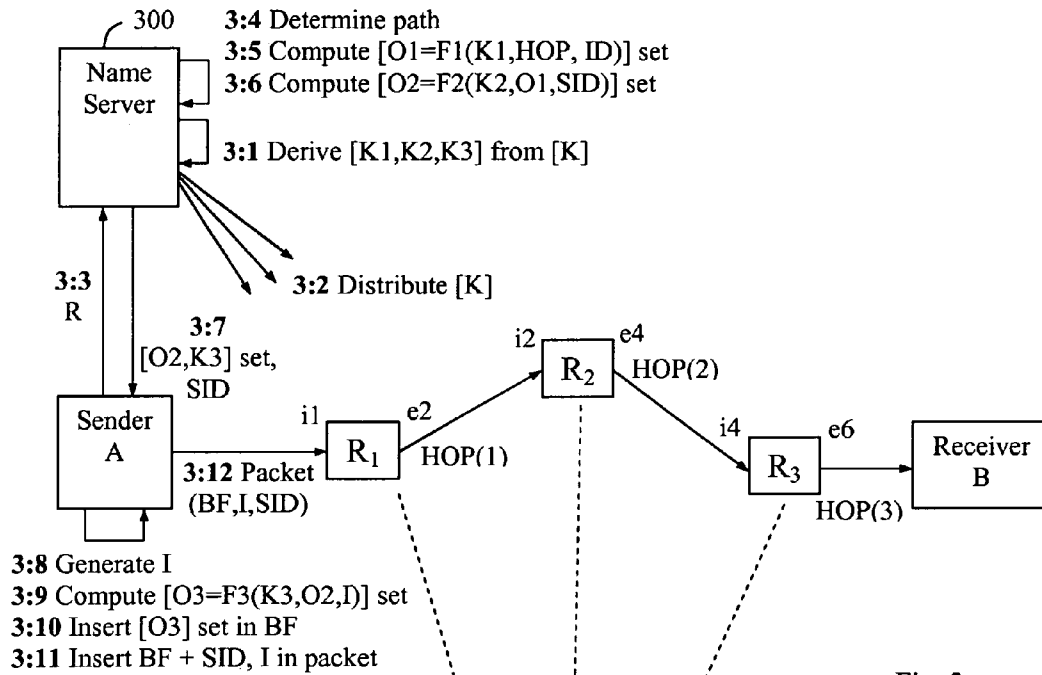 300
3:4 Determine path
3:5 Compute [O1=F1(K1,HOP, ID)] set
3:6 Compute [O2=F2(K2,O1,SID)] set
Name
Server
3:1 Derive [K1,K2,K3] from [K]
3:2 Distribute [K]
3:3
R
3:7
[O2,K3] set,
SID
Sender
A
3:12 Packet
(BF,I,SID)
i1
R1
e2
HOP(1)
i2
R2
e4
HOP(2)
i4
R3
e6
HOP(3)
Receiver
B
3:8 Generate I
3:9 Compute [O3=F3(K3,O2,I)] set
3:10 Insert [O3] set in BF
3:11 Insert BF + SID, I in packet